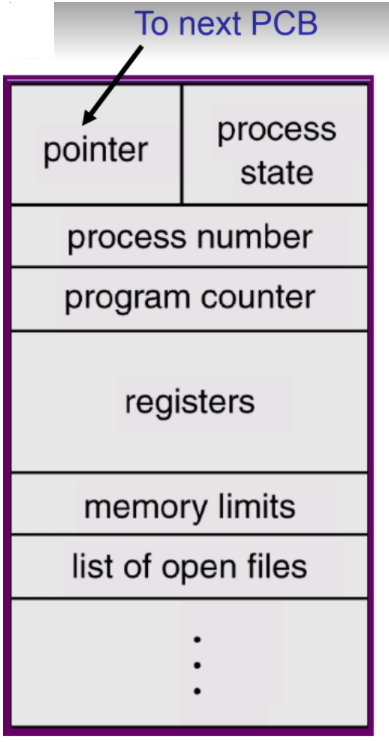 To next PCB
pointer
process
state
process number
program counter
registers
memory limits
list of open files